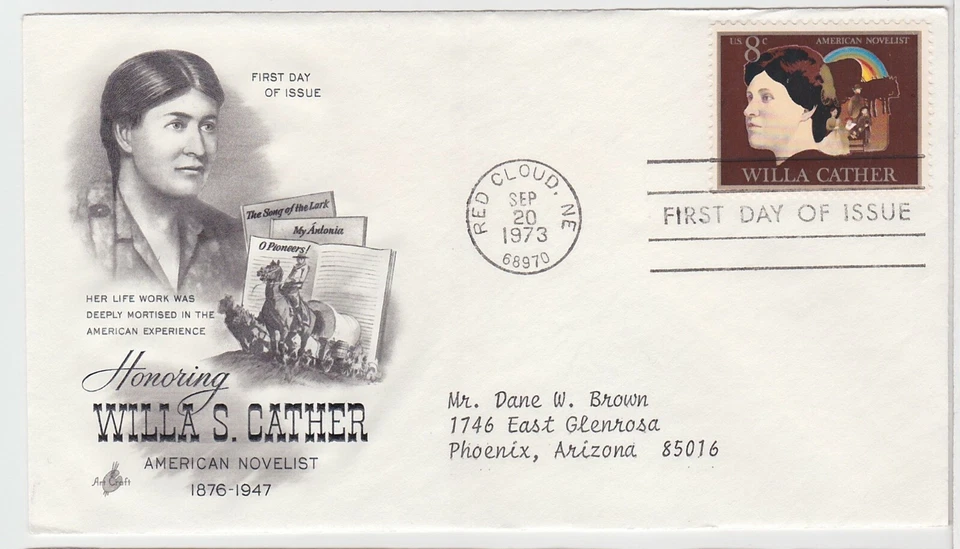 FIRST DAY
OF ISSUE
The Song of the Lark
My Ántonia
O Pioneers!
HER LIFE WORK WAS
DEEPLY MORTISED IN THE
AMERICAN EXPERIENCE
Honoring
WILLA S. CATHER
AMERICAN NOVELIST
1876-1947
Art Craft
RED CLOUD, NE
SEP
20
1973
68970
U.S. 8c
AMERICAN NOVELIST
WILLA CATHER
FIRST DAY OF ISSUE
Mr. Dane W. Brown
1746 East Glenrosa
Phoenix, Arizona 85016